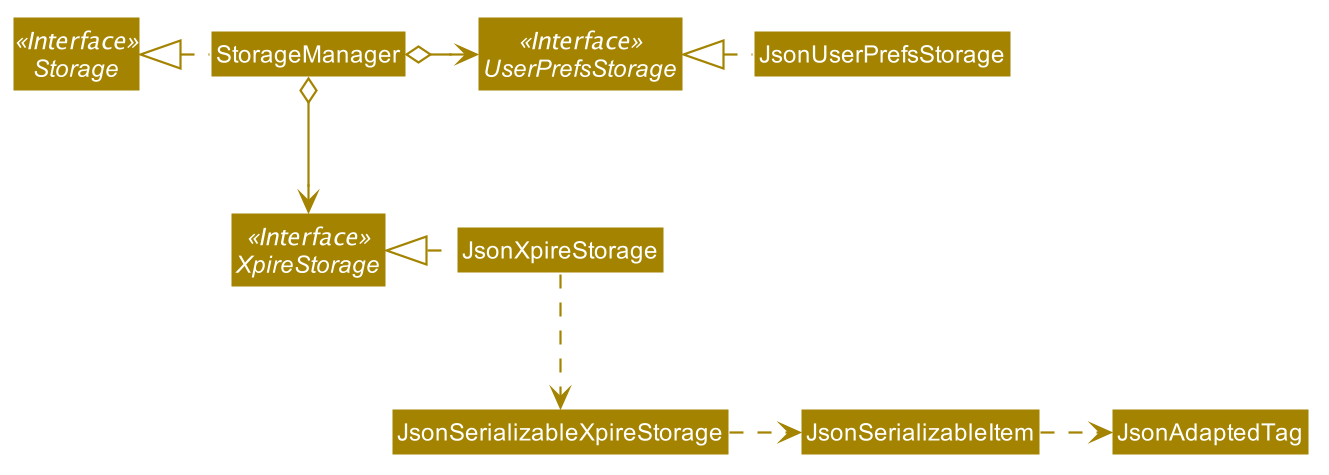 «Interface»
Storage
StorageManager
«Interface»
UserPrefsStorage
JsonUserPrefsStorage
«Interface»
XpireStorage
JsonXpireStorage
JsonSerializableXpireStorage
JsonSerializableItem
JsonAdaptedTag